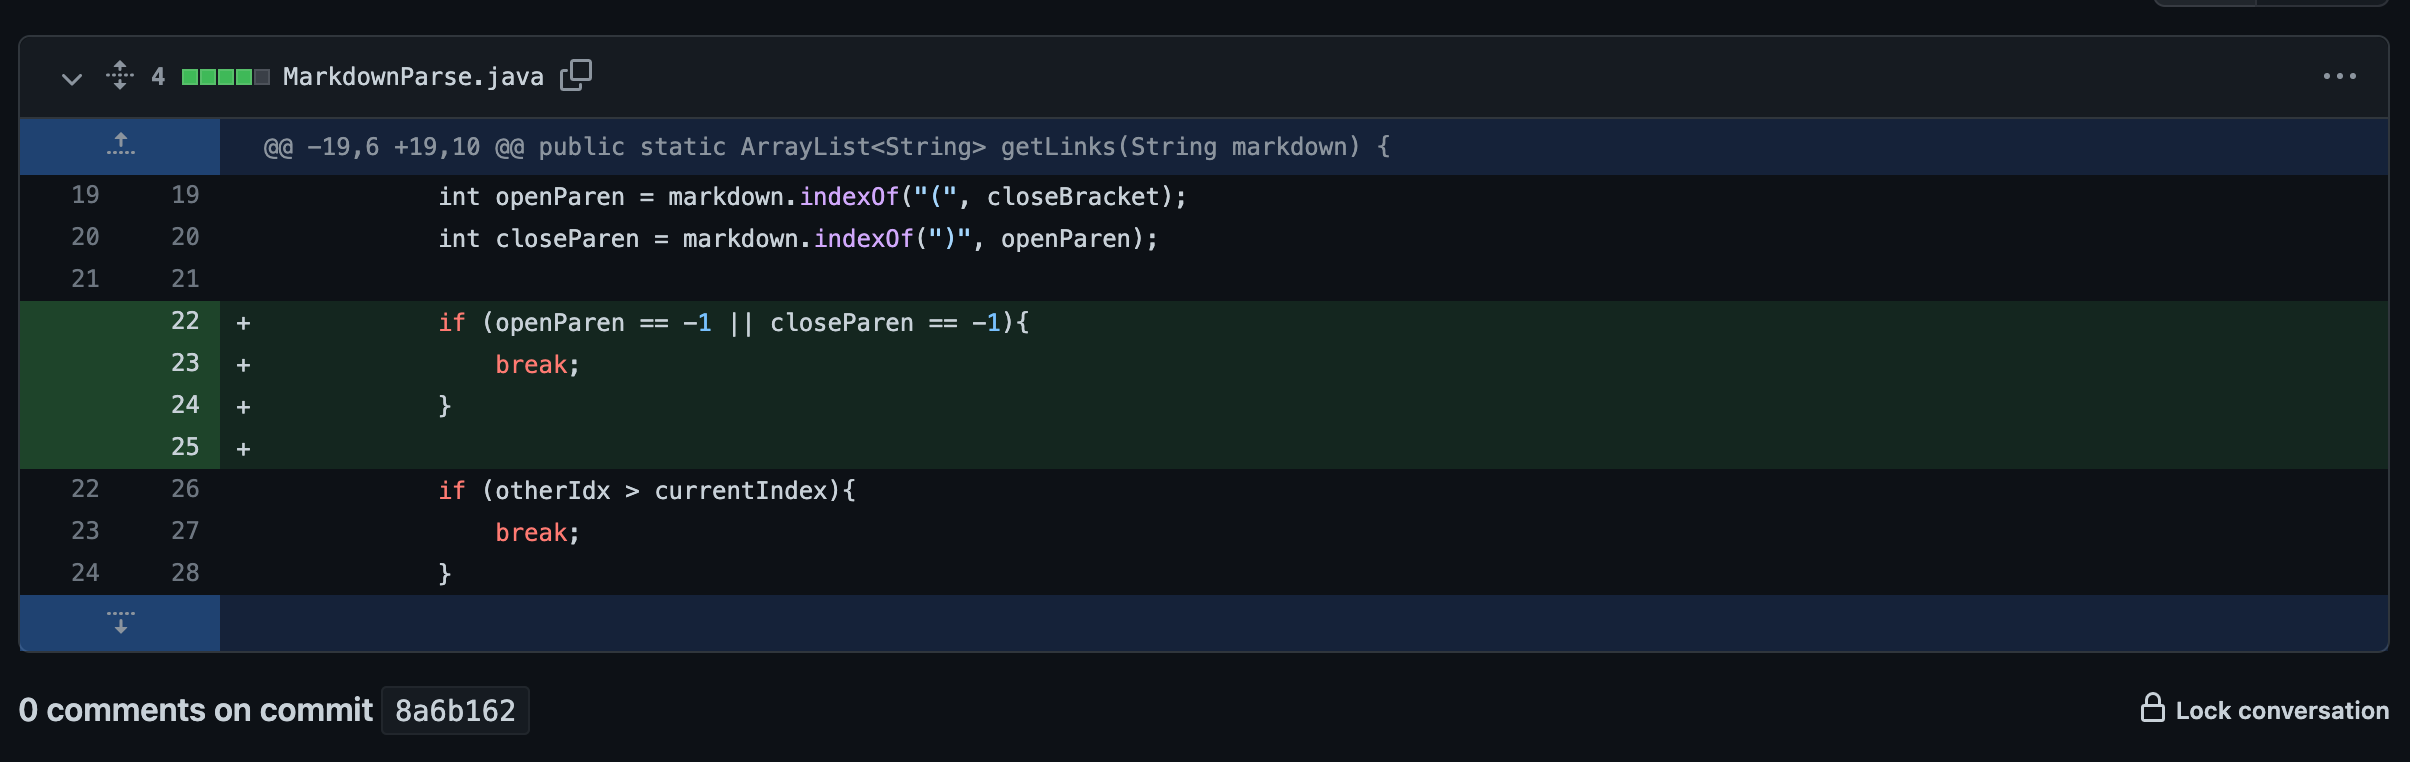 4 MarkdownParse.java
@@ -19,6 +19,10 @@ public static ArrayList<String> getLinks(String markdown) {
19 19 int openParen = markdown.indexOf("(", closeBracket);
20 20 int closeParen = markdown.indexOf(")", openParen);
21 21
22 + if (openParen == -1 || closeParen == -1){
23 + break;
24 + }
25 +
22 26 if (otherIdx > currentIndex){
23 27 break;
24 28 }
0 comments on commit 8a6b162
Lock conversation